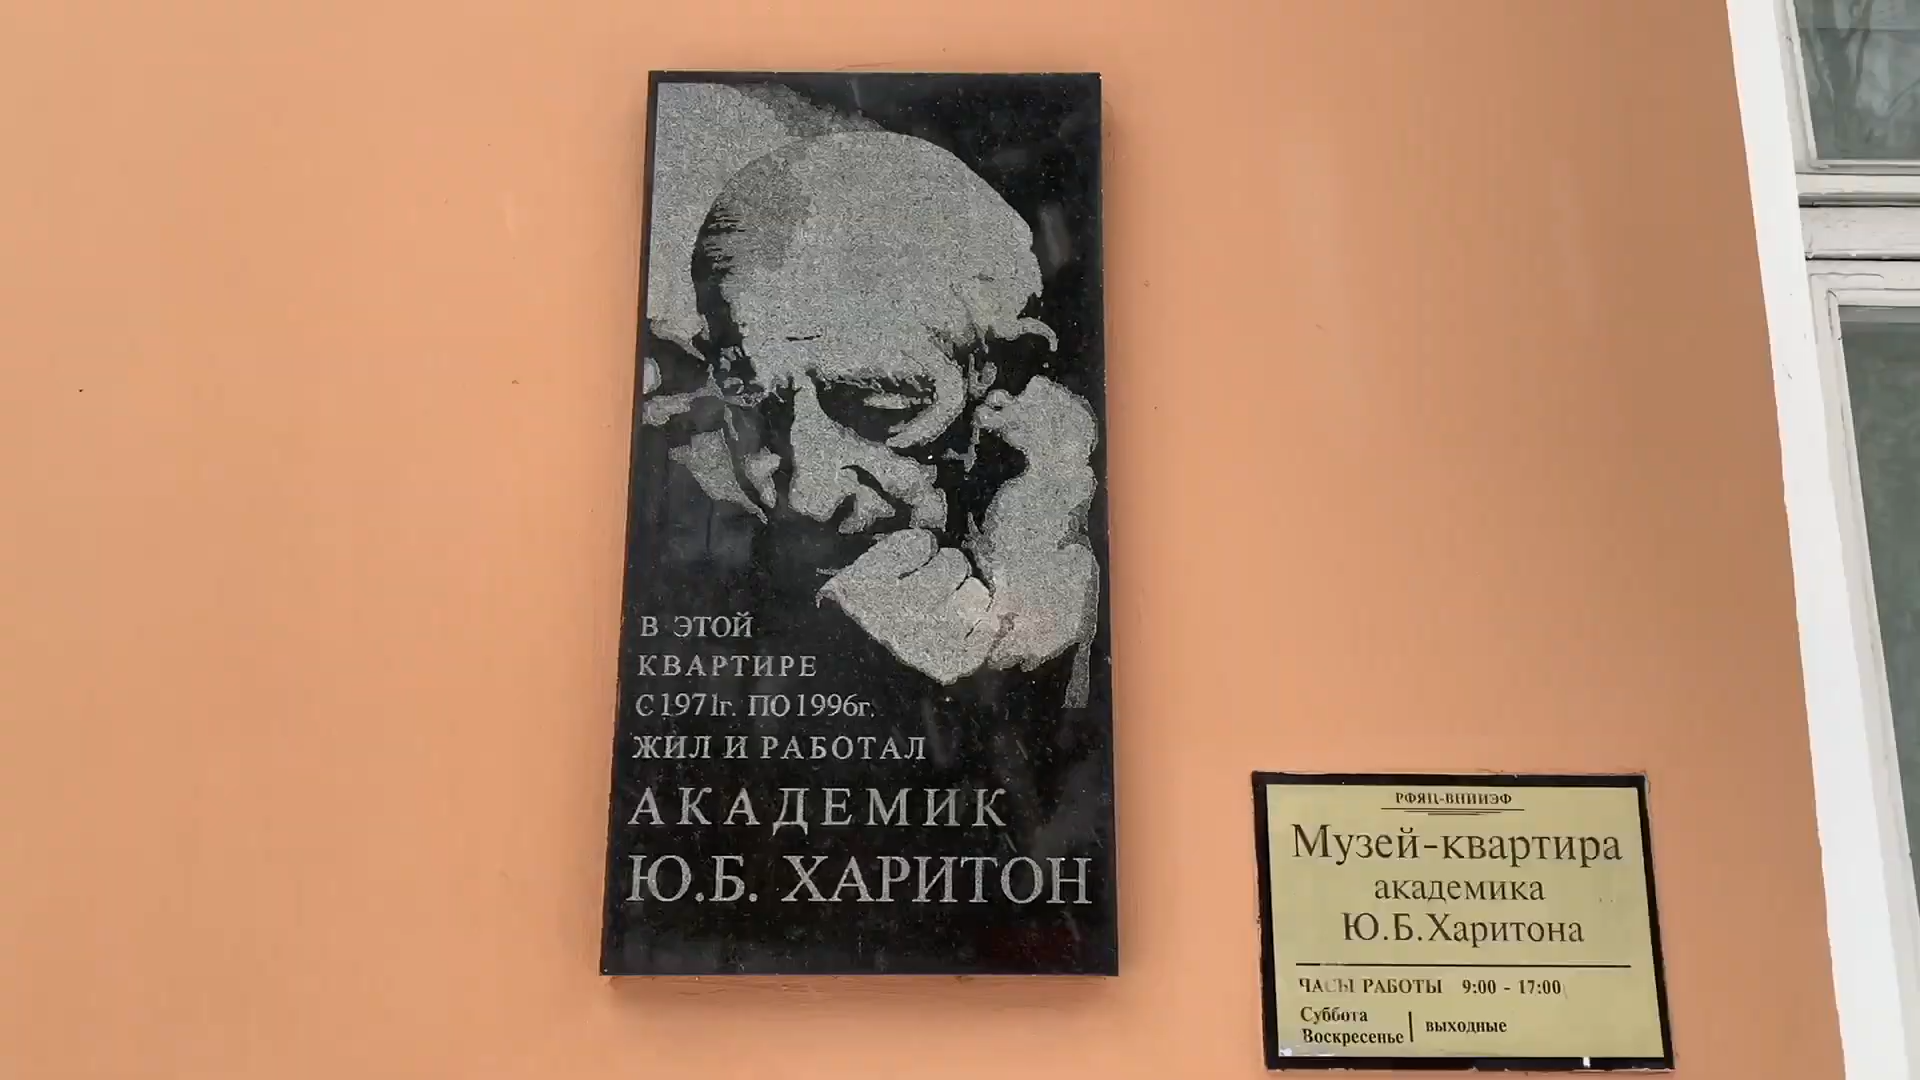 В ЭТОЙ
КВАРТИРЕ
С 1971г. ПО 1996г.
ЖИЛ И РАБОТАЛ
АКАДЕМИК
Ю.Б. ХАРИТОН
РФЯЦ-ВНИИЭФ
Музей-квартира
академика
Ю.Б.Харитона
ЧАСЫ РАБОТЫ 9:00 - 17:00
Суббота
Воскресенье | выходные